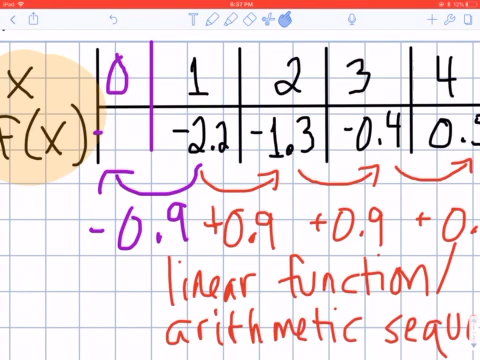 iPad 6:37 PM 12%
x 0 1 2 3 4
f(x) - -2.2 -1.3 -0.4 0.5
-0.9 +0.9 +0.9 +0.
linear function/
arithmetic sequ